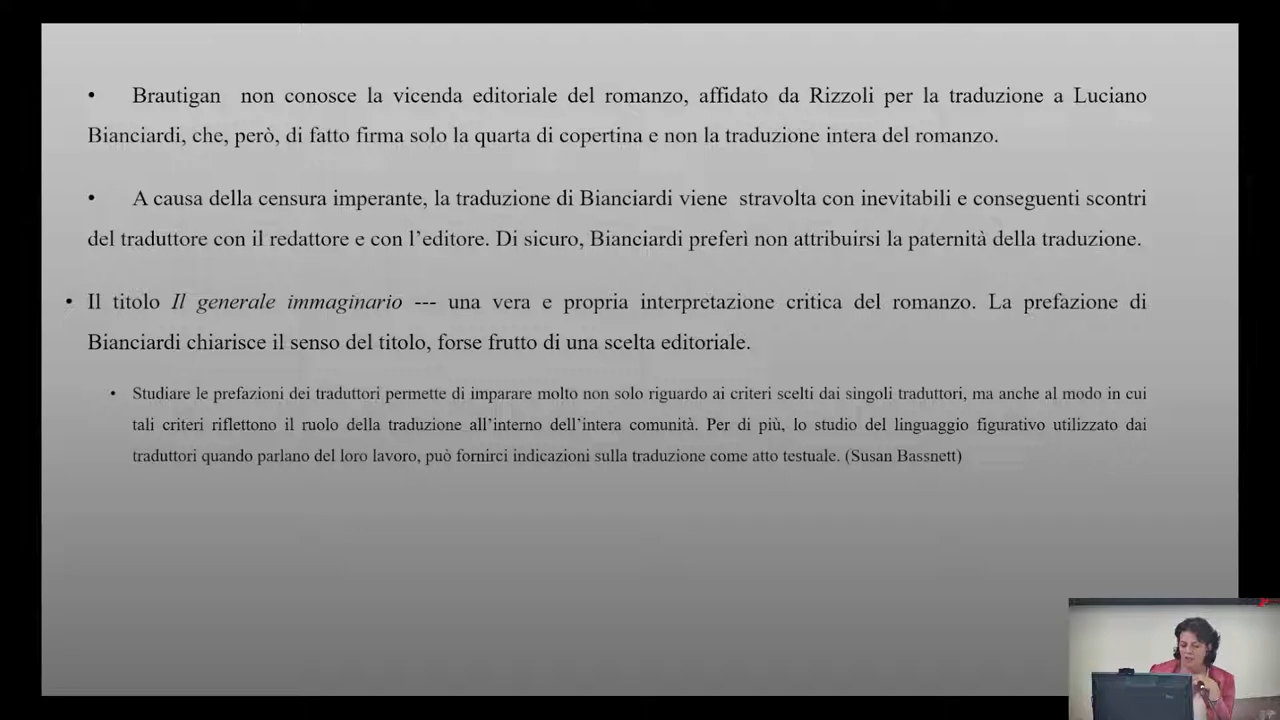 • Brautigan non conosce la vicenda editoriale del romanzo, affidato da Rizzoli per la traduzione a Luciano
Bianciardi, che, però, di fatto firma solo la quarta di copertina e non la traduzione intera del romanzo.
• A causa della censura imperante, la traduzione di Bianciardi viene stravolta con inevitabili e conseguenti scontri
del traduttore con il redattore e con l’editore. Di sicuro, Bianciardi preferì non attribuirsi la paternità della traduzione.
• Il titolo Il generale immaginario --- una vera e propria interpretazione critica del romanzo. La prefazione di
Bianciardi chiarisce il senso del titolo, forse frutto di una scelta editoriale.
• Studiare le prefazioni dei traduttori permette di imparare molto non solo riguardo ai criteri scelti dai singoli traduttori, ma anche al modo in cui
tali criteri riflettono il ruolo della traduzione all’interno dell’intera comunità. Per di più, lo studio del linguaggio figurativo utilizzato dai
traduttori quando parlano del loro lavoro, può fornirci indicazioni sulla traduzione come atto testuale. (Susan Bassnett)